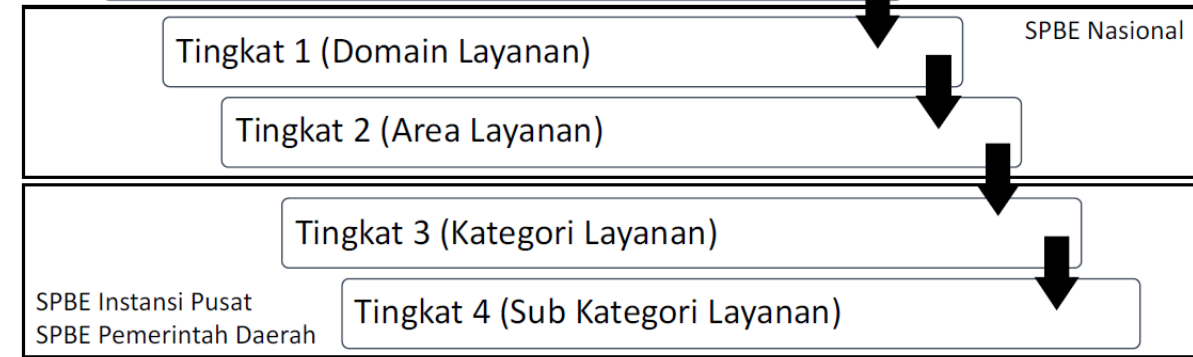 SPBE Nasional
Tingkat 1 (Domain Layanan)
Tingkat 2 (Area Layanan)
Tingkat 3 (Kategori Layanan)
SPBE Instansi Pusat
SPBE Pemerintah Daerah
Tingkat 4 (Sub Kategori Layanan)